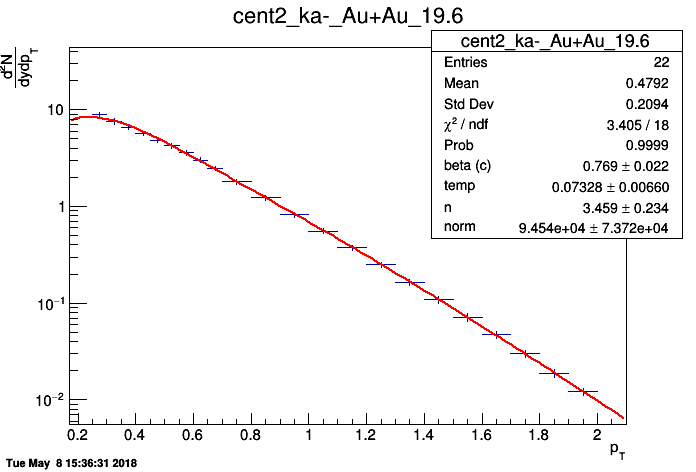 cent2_ka-_Au+Au_19.6
cent2_ka-_Au+Au_19.6
Entries 22
Mean 0.4792
Std Dev 0.2094
χ² / ndf 3.405 / 18
Prob 0.9999
beta (c) 0.769 ± 0.022
temp 0.07328 ± 0.00660
n 3.459 ± 0.234
norm 9.454e+04 ± 7.372e+04
d²N
dydp_T
10
1
10⁻¹
10⁻²
0.2 0.4 0.6 0.8 1 1.2 1.4 1.6 1.8 2
p_T
Tue May 8 15:36:31 2018